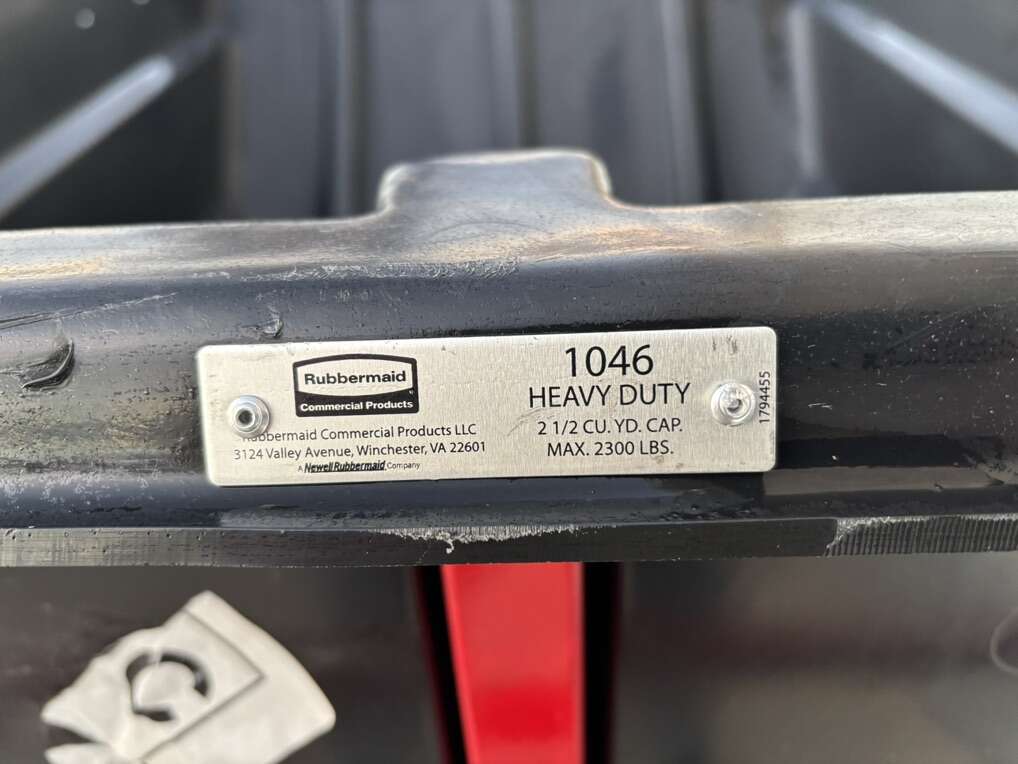 Rubbermaid
Commercial Products
Rubbermaid Commercial Products LLC
3124 Valley Avenue, Winchester, VA 22601
A Newell Rubbermaid Company
1046
HEAVY DUTY
2 1/2 CU. YD. CAP.
MAX. 2300 LBS.
1794455